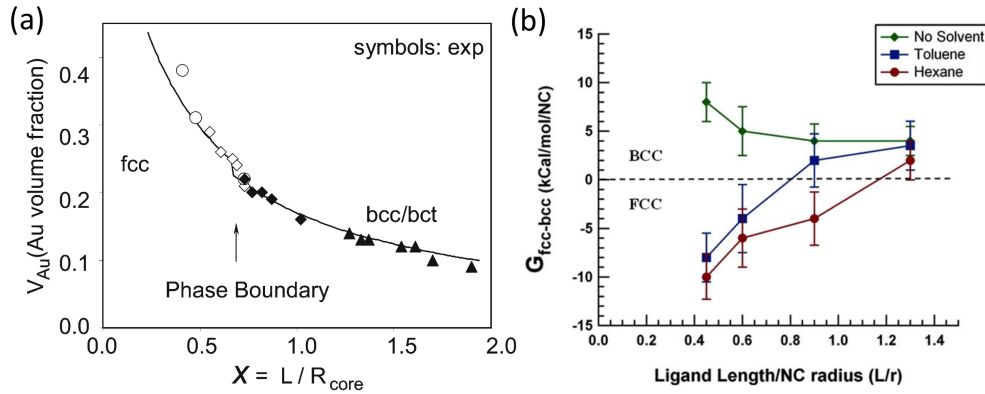 (a)
symbols: exp
V_Au(Au volume fraction)
0.4
0.3
0.2
0.1
0.0
fcc
bcc/bct
Phase Boundary
0.0 0.5 1.0 1.5 2.0
X = L / R_core
(b)
No Solvent
Toluene
Hexane
G_fcc-bcc (kCal/mol/NC)
15
10
5
0
-5
-10
-15
BCC
FCC
0.0 0.2 0.4 0.6 0.8 1.0 1.2 1.4
Ligand Length/NC radius (L/r)